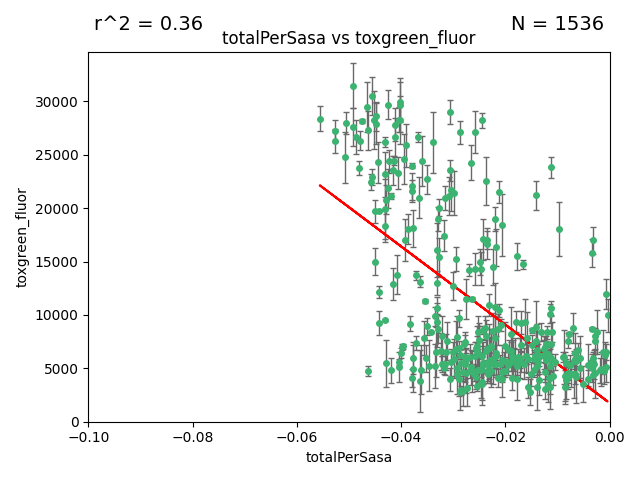 r^2 = 0.36
N = 1536
totalPerSasa vs toxgreen_fluor
30000
25000
20000
15000
10000
5000
0
toxgreen_fluor
−0.10
−0.08
−0.06
−0.04
−0.02
0.00
totalPerSasa